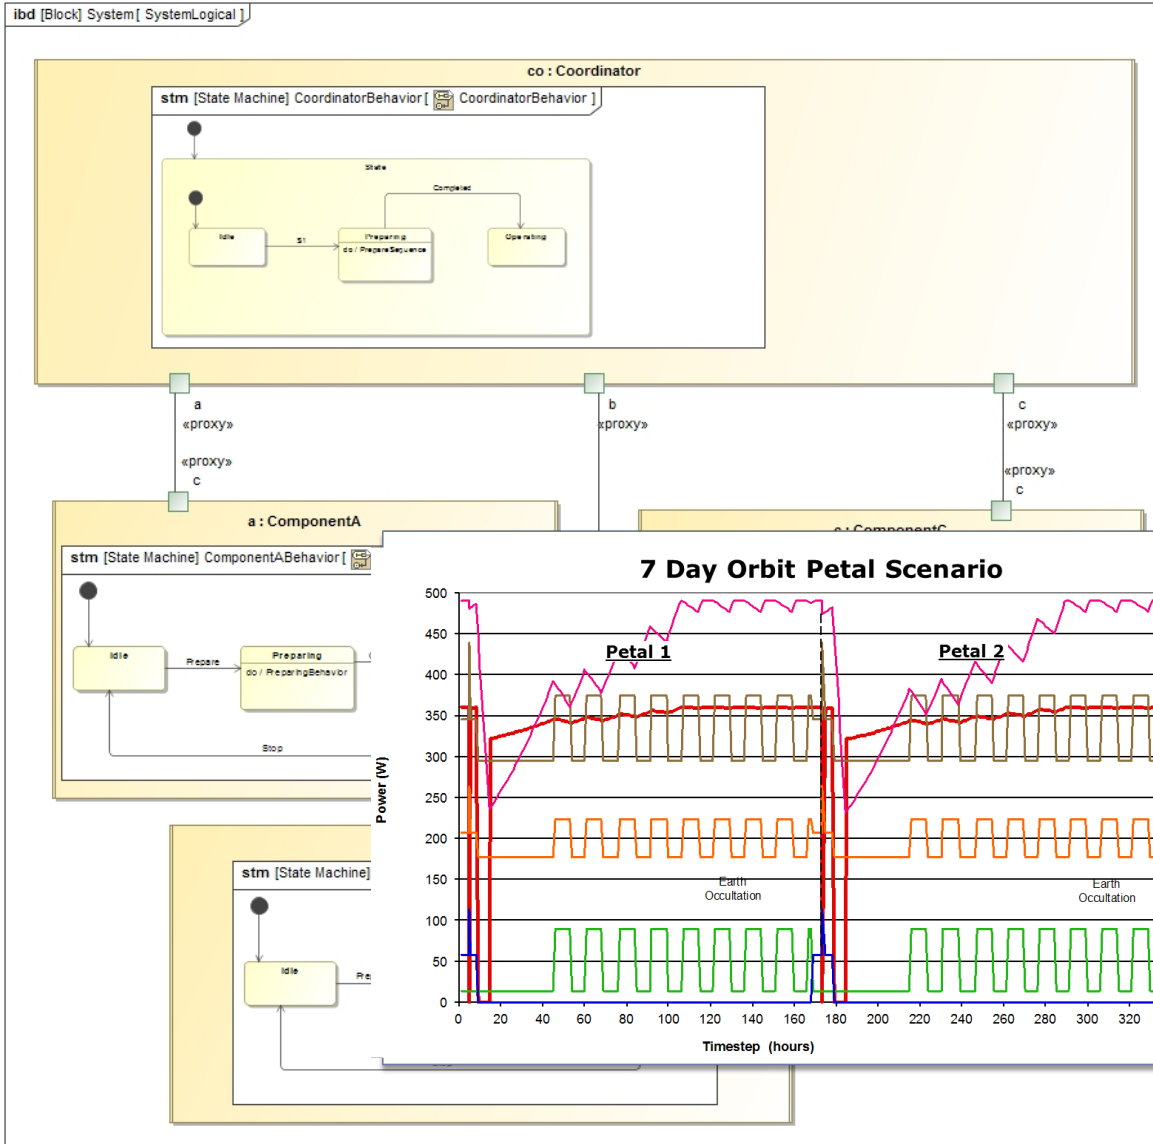 ibd [Block] System[ SystemLogical ]
co : Coordinator
stm [State Machine] CoordinatorBehavior[ CoordinatorBehavior ]
State
Completed
Idle
S1
Preparing
do / PrepareSequence
Operating
a
«proxy»
b
«proxy»
c
«proxy»
«proxy»
c
«proxy»
c
a : ComponentA
c : ComponentC
stm [State Machine] ComponentABehavior[
Idle
Prepare
Preparing
do / PreparingBehavior
Stop
stm [State Machine]
Idle
7 Day Orbit Petal Scenario
Petal 1
Petal 2
500
450
400
350
300
250
200
150
100
50
0
Power (W)
Earth
Occultation
Earth
Occultation
0 20 40 60 80 100 120 140 160 180 200 220 240 260 280 300 320
Timestep (hours)